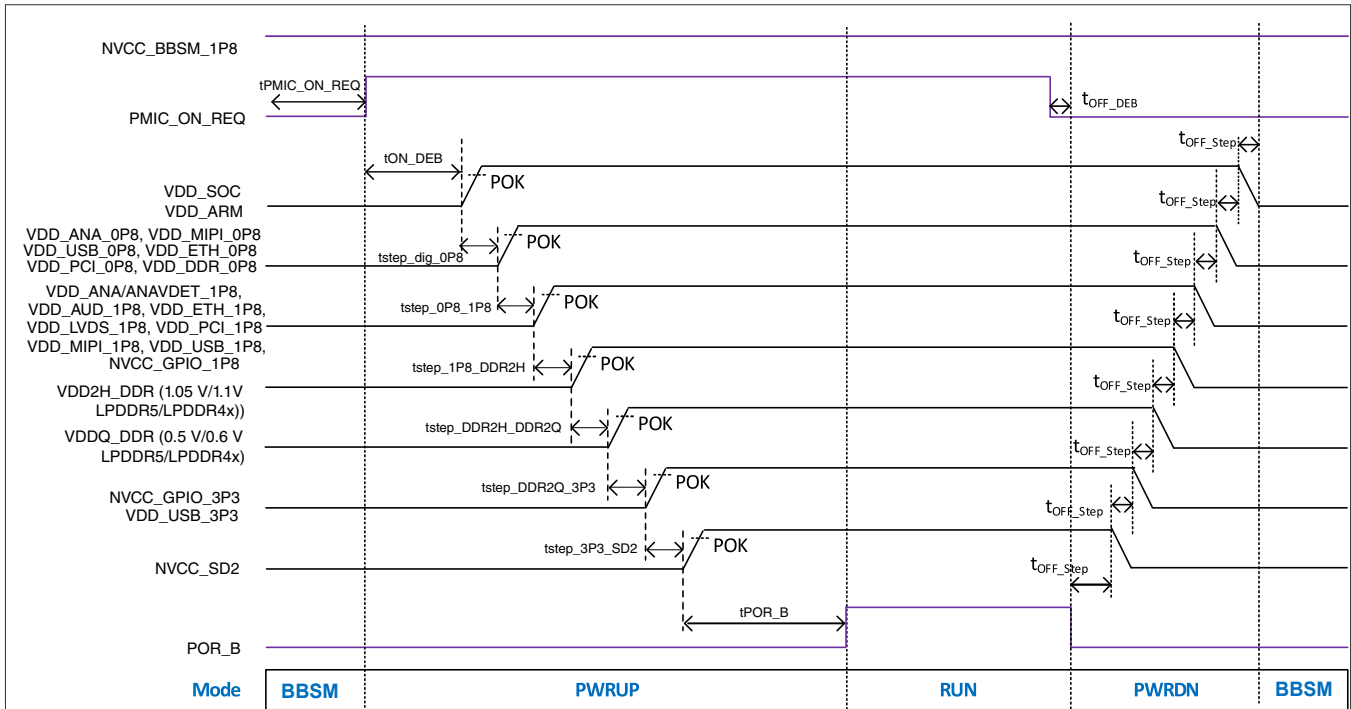 NVCC_BBSM_1P8
tPMIC_ON_REQ
PMIC_ON_REQ
tOFF_DEB
tOFF_Step
tON_DEB
POK
VDD_SOC
VDD_ARM
tOFF_Step
VDD_ANA_0P8, VDD_MIPI_0P8
VDD_USB_0P8, VDD_ETH_0P8
VDD_PCI_0P8, VDD_DDR_0P8
tstep_dig_0P8
POK
tOFF_Step
VDD_ANA/ANAVDET_1P8,
VDD_AUD_1P8, VDD_ETH_1P8,
VDD_LVDS_1P8, VDD_PCI_1P8
VDD_MIPI_1P8, VDD_USB_1P8,
NVCC_GPIO_1P8
tstep_0P8_1P8
POK
tOFF_Step
tstep_1P8_DDR2H
POK
tOFF_Step
VDD2H_DDR (1.05 V/1.1V
LPDDR5/LPDDR4x))
tstep_DDR2H_DDR2Q
POK
tOFF_Step
VDDQ_DDR (0.5 V/0.6 V
LPDDR5/LPDDR4x)
tstep_DDR2Q_3P3
POK
tOFF_Step
NVCC_GPIO_3P3
VDD_USB_3P3
tstep_3P3_SD2
POK
tOFF_Step
NVCC_SD2
tPOR_B
POR_B
Mode BBSM PWRUP RUN PWRDN BBSM